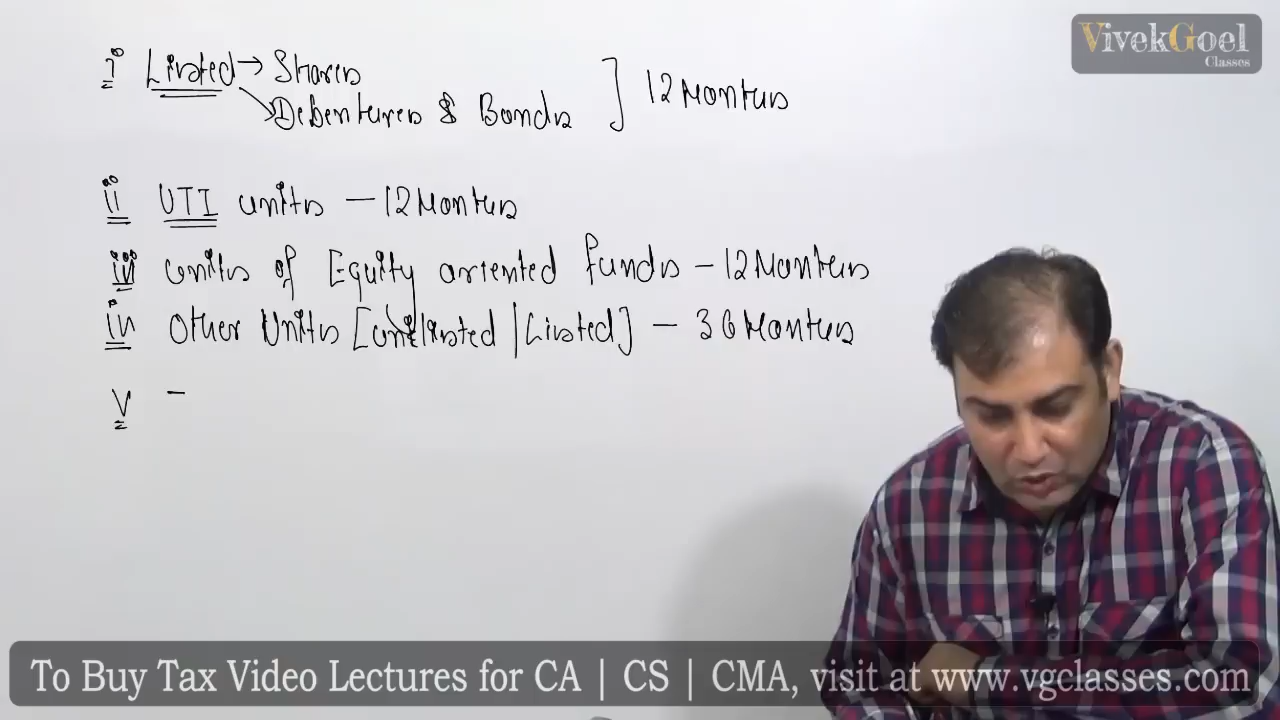 VivekGoel
Classes
i Listed → Shares
Debentures & Bonds ] 12 Months
ii UTI units — 12 Months
iii units of Equity oriented funds — 12 Months
iv Other Units [unlisted | Listed] — 36 Months
v –
To Buy Tax Video Lectures for CA | CS | CMA, visit at www.vgclasses.com